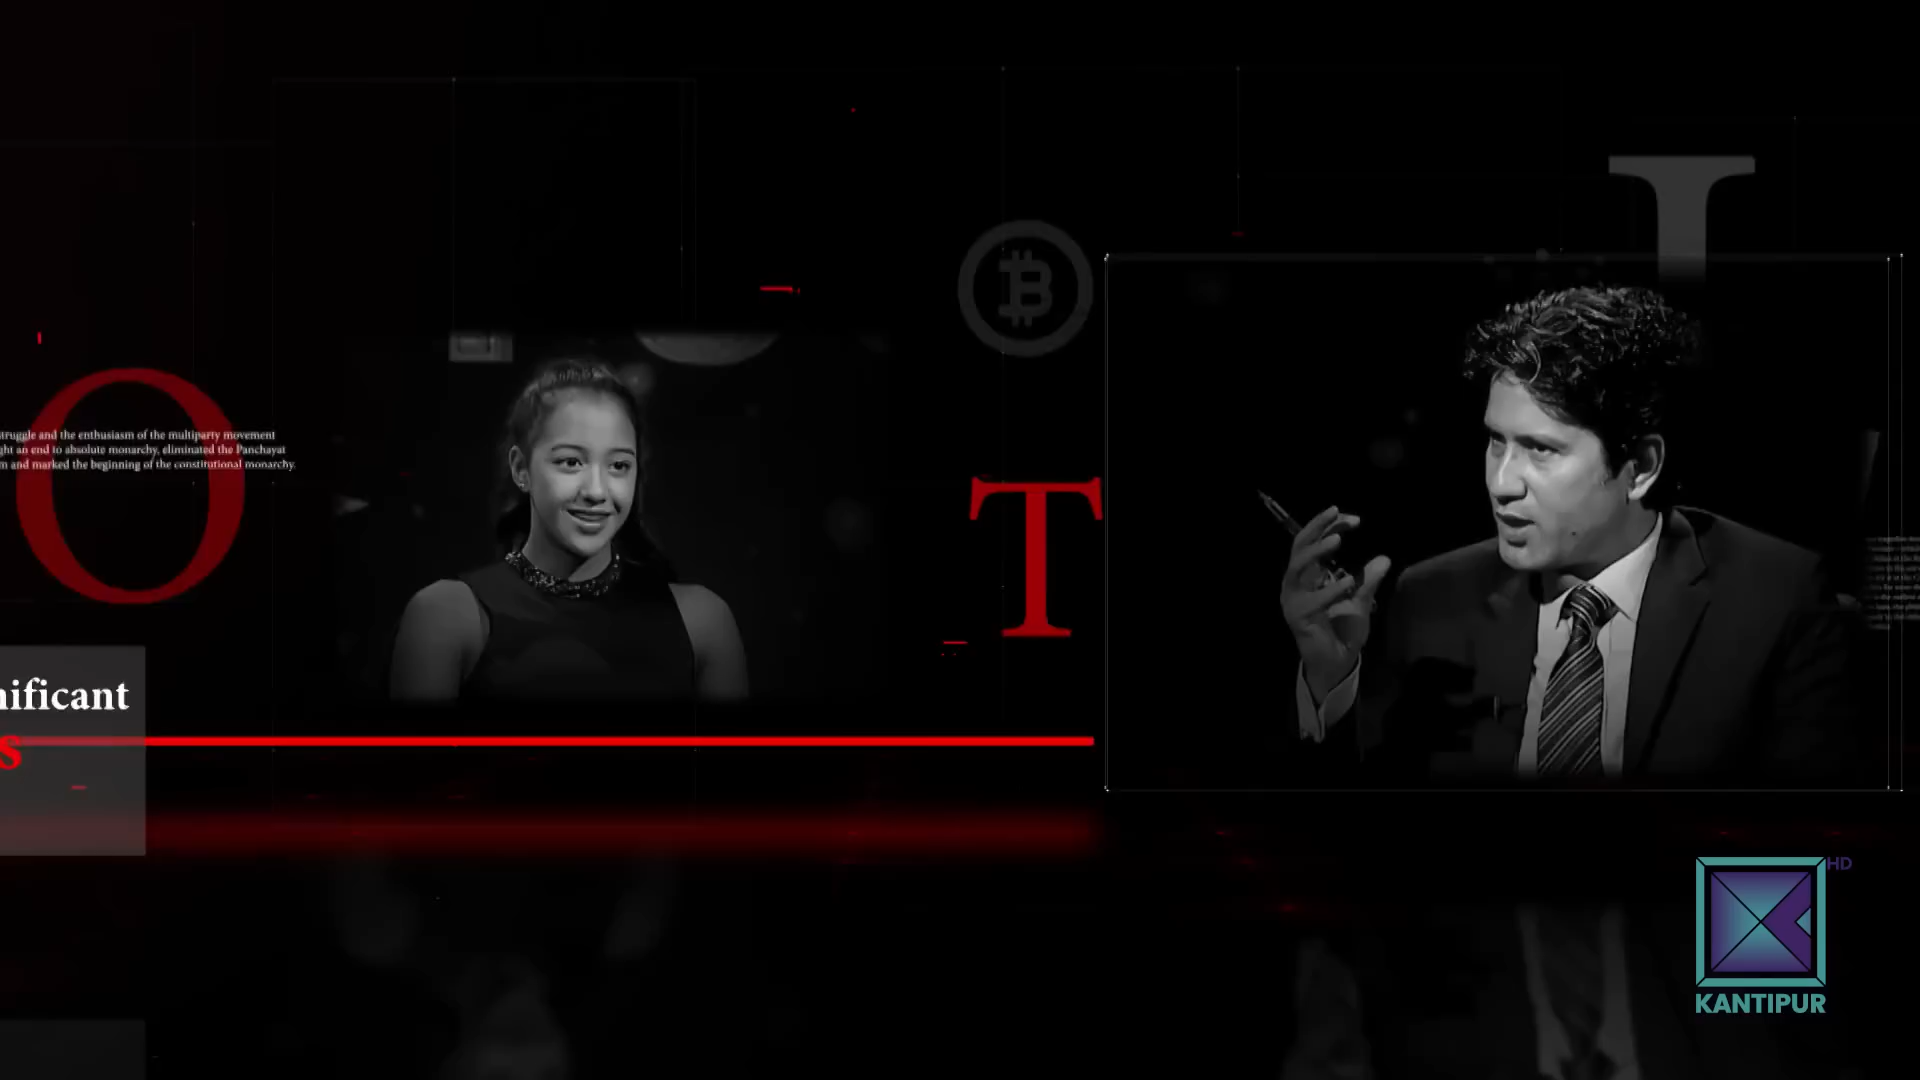 O
truggle and the enthusiasm of the multiparty movement
ght an end to absolute monarchy, eliminated the Panchayat
m and marked the beginning of the constitutional monarchy.
T
I
nificant
s
HD
KANTIPUR